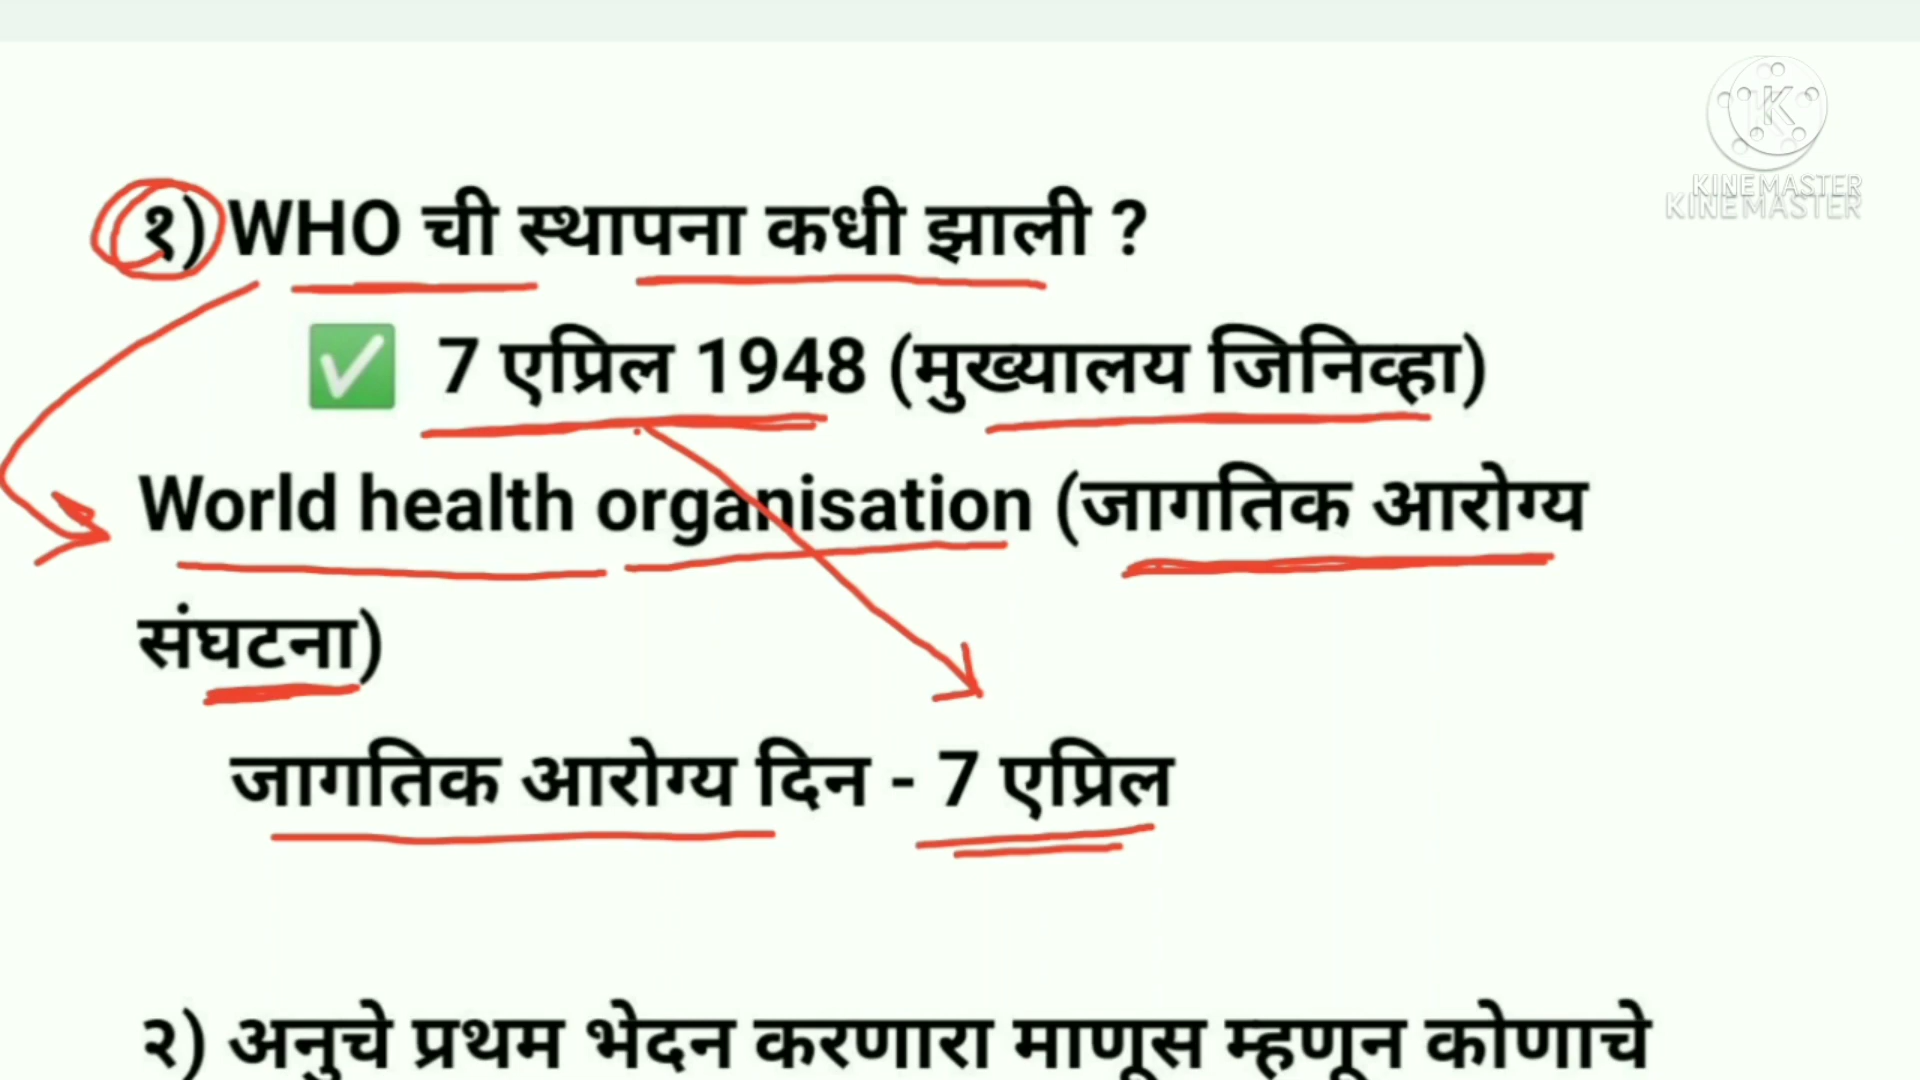 KINEMASTER
KINEMASTER
१) WHO ची स्थापना कधी झाली ?
✅ 7 एप्रिल 1948 (मुख्यालय जिनिव्हा)
World health organisation (जागतिक आरोग्य
संघटना)
जागतिक आरोग्य दिन - 7 एप्रिल
२) अनुचे प्रथम भेदन करणारा माणूस म्हणून कोणाचे